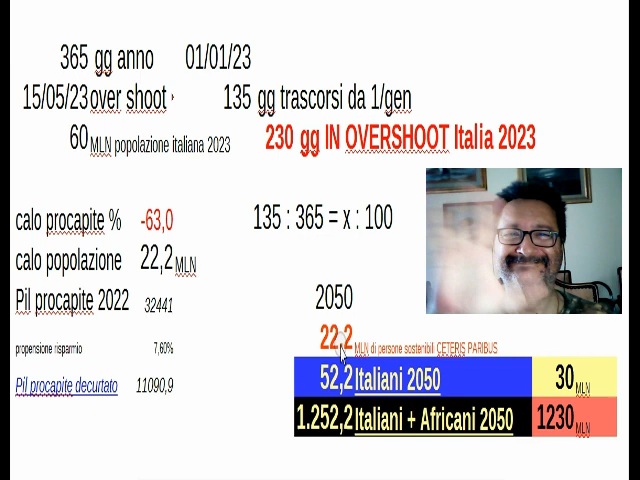 365 gg anno 01/01/23
15/05/23 over shoot 135 gg trascorsi da 1/gen
60 MLN popolazione italiana 2023 230 gg IN OVERSHOOT Italia 2023
calo procapite % -63,0 135 : 365 = x : 100
calo popolazione 22,2 MLN
Pil procapite 2022 32441 2050
propensione risparmio 7,60% 22,2 MLN di persone sostenibili CETERIS PARIBUS
Pil procapite decurtato 11090,9 52,2 Italiani 2050 30 MLN
1.252,2 Italiani + Africani 2050 1230 MLN